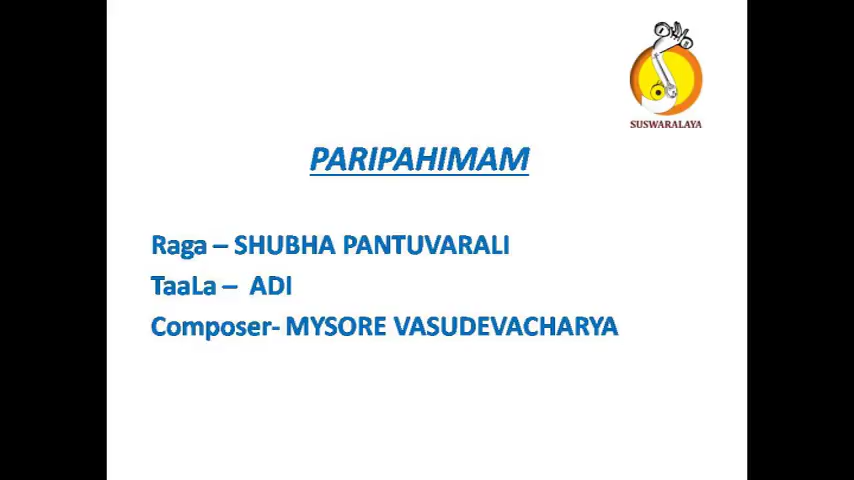 SUSWARALAYA
PARIPAHIMAM
Raga – SHUBHA PANTUVARALI
TaaLa – ADI
Composer- MYSORE VASUDEVACHARYA